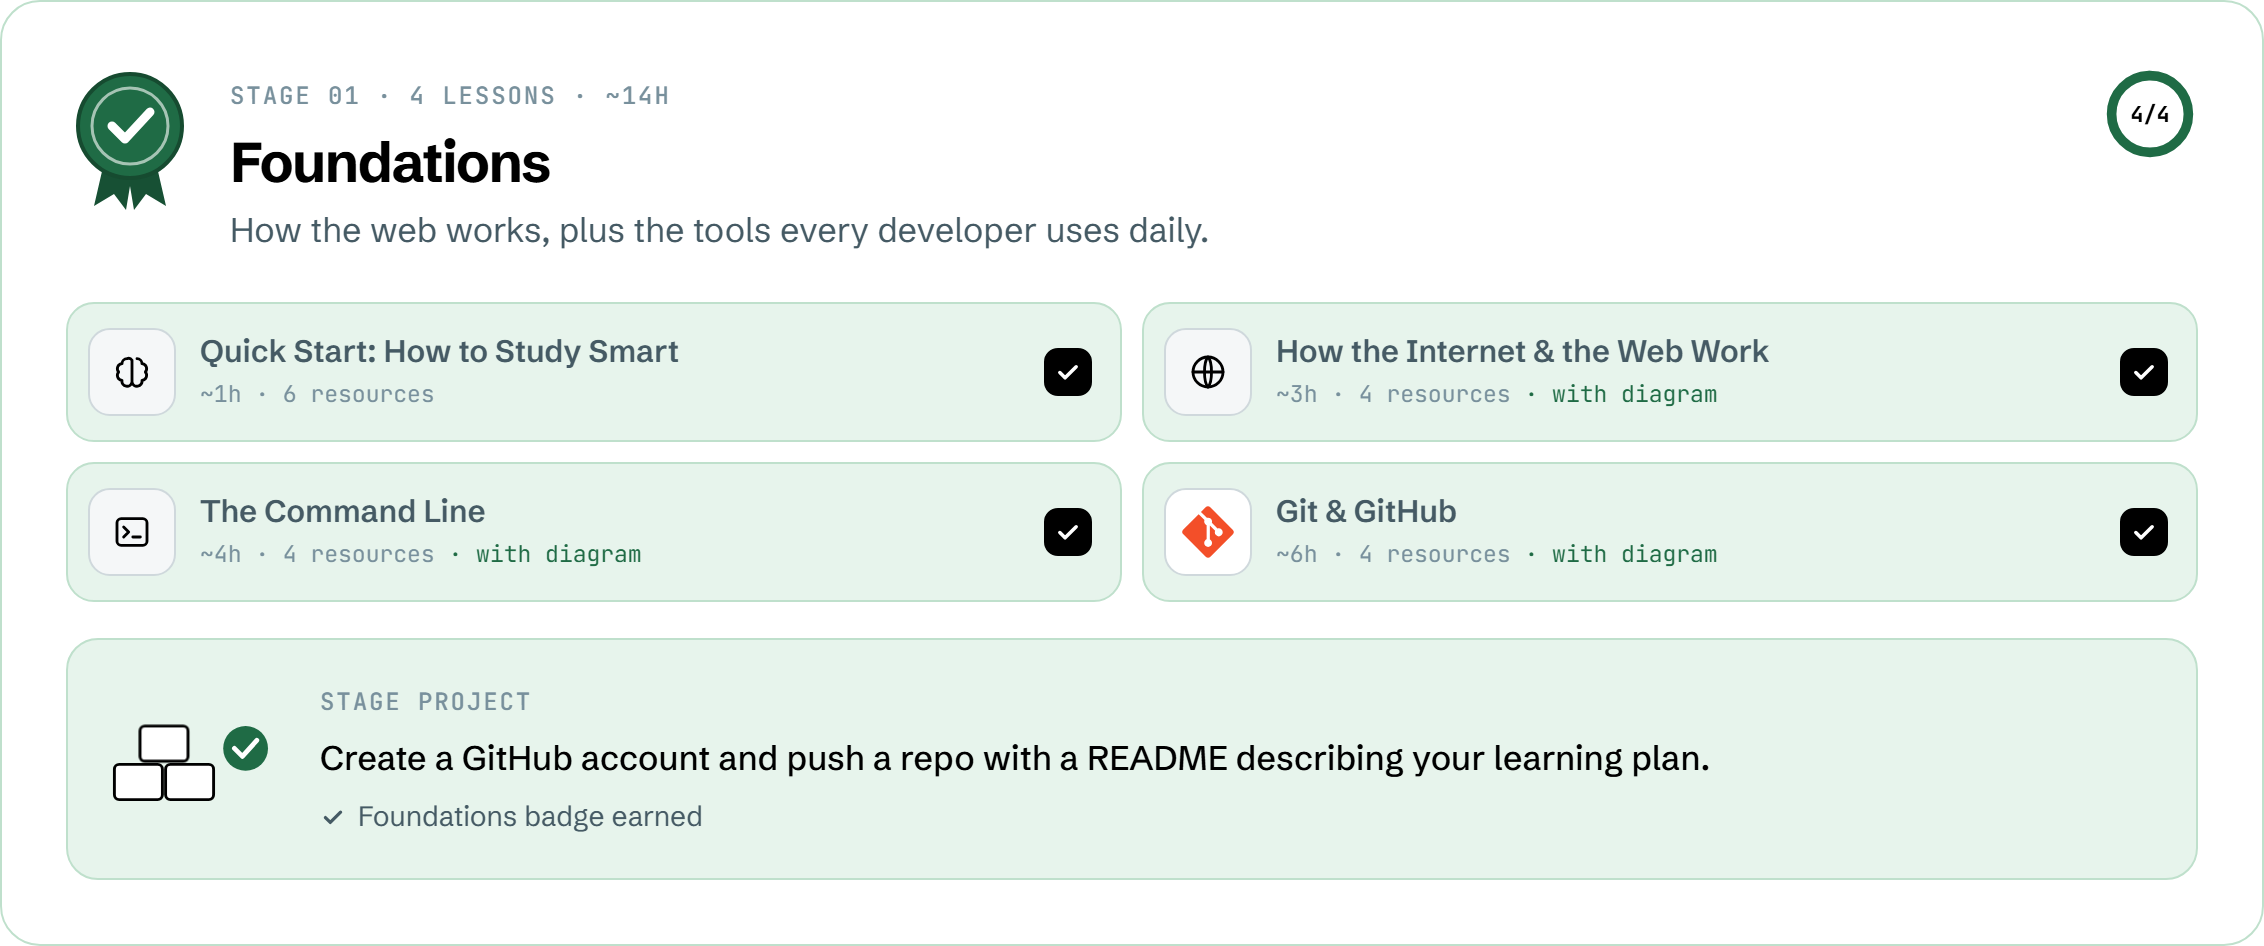 STAGE 01 · 4 LESSONS · ~14H
4/4
Foundations
How the web works, plus the tools every developer uses daily.
Quick Start: How to Study Smart
~1h · 6 resources
How the Internet & the Web Work
~3h · 4 resources · with diagram
The Command Line
~4h · 4 resources · with diagram
Git & GitHub
~6h · 4 resources · with diagram
STAGE PROJECT
Create a GitHub account and push a repo with a README describing your learning plan.
Foundations badge earned